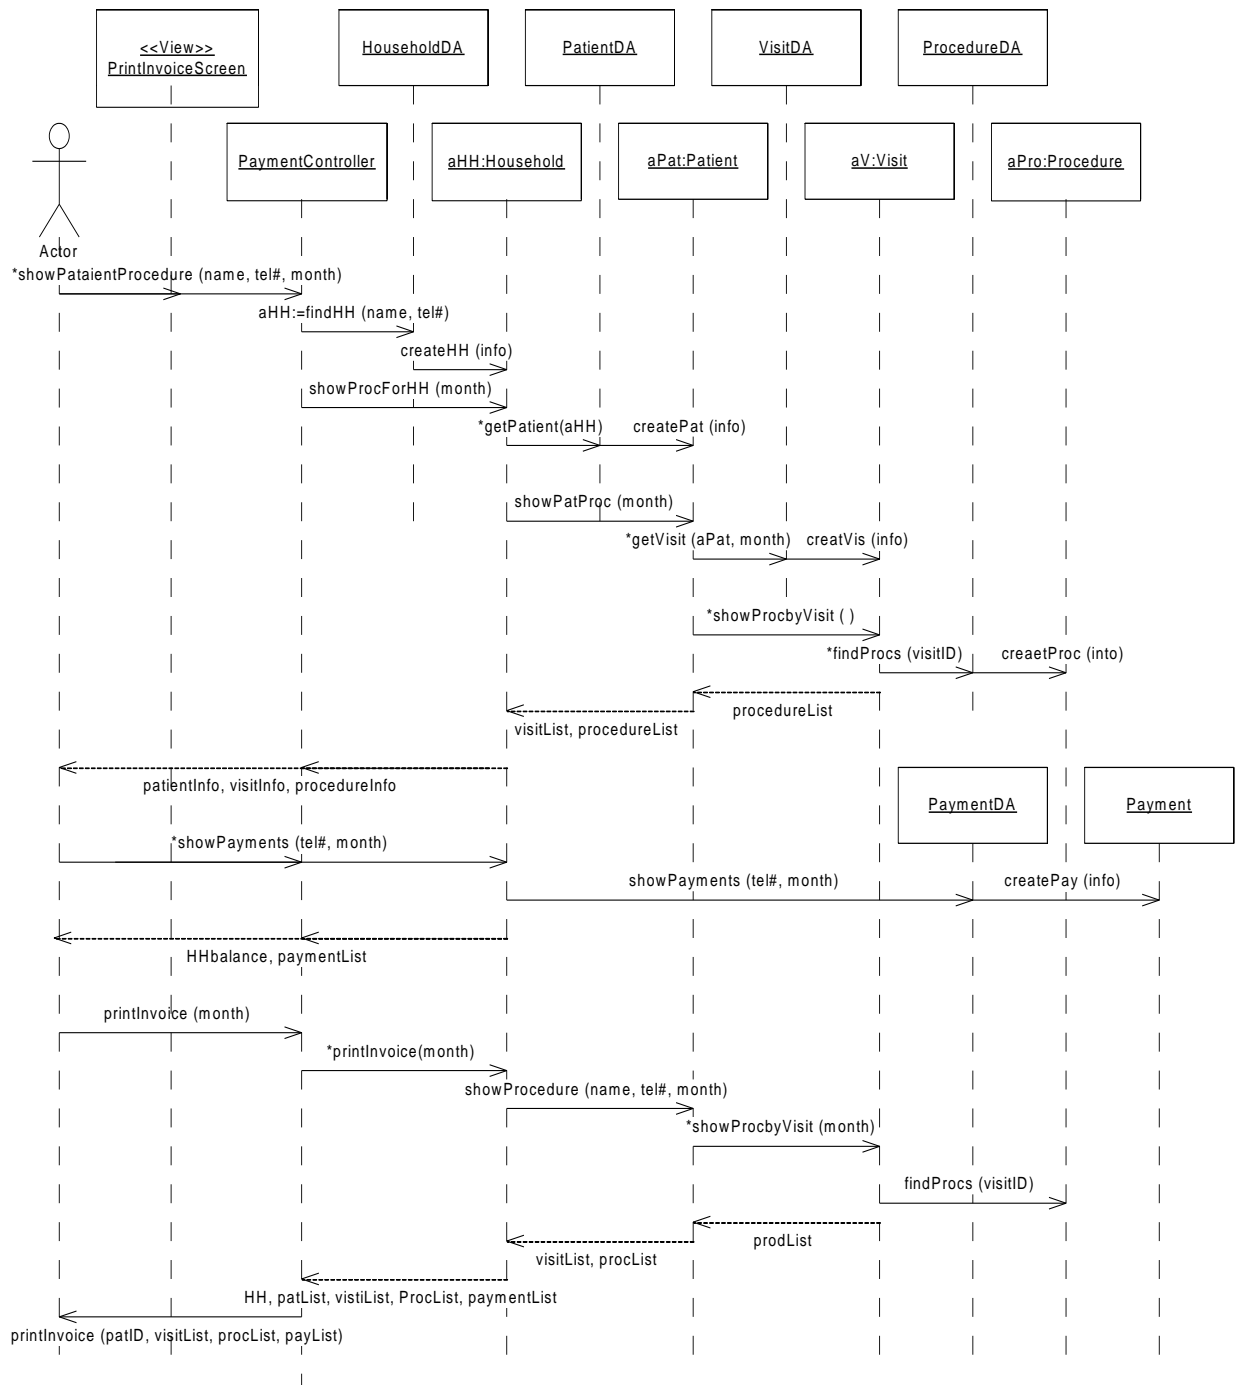 <<View>>
PrintInvoiceScreen
HouseholdDA
PatientDA
VisitDA
ProcedureDA
PaymentController
aHH:Household
aPat:Patient
aV:Visit
aPro:Procedure
Actor
*showPataientProcedure (name, tel#, month)
aHH:=findHH (name, tel#)
createHH (info)
showProcForHH (month)
*getPatient(aHH)
createPat (info)
showPatProc (month)
*getVisit (aPat, month)
creatVis (info)
*showProcbyVisit ( )
*findProcs (visitID)
creaetProc (into)
procedureList
visitList, procedureList
patientInfo, visitInfo, procedureInfo
PaymentDA
Payment
*showPayments (tel#, month)
showPayments (tel#, month)
createPay (info)
HHbalance, paymentList
printInvoice (month)
*printInvoice(month)
showProcedure (name, tel#, month)
*showProcbyVisit (month)
findProcs (visitID)
prodList
visitList, procList
HH, patList, vistiList, ProcList, paymentList
printInvoice (patID, visitList, procList, payList)